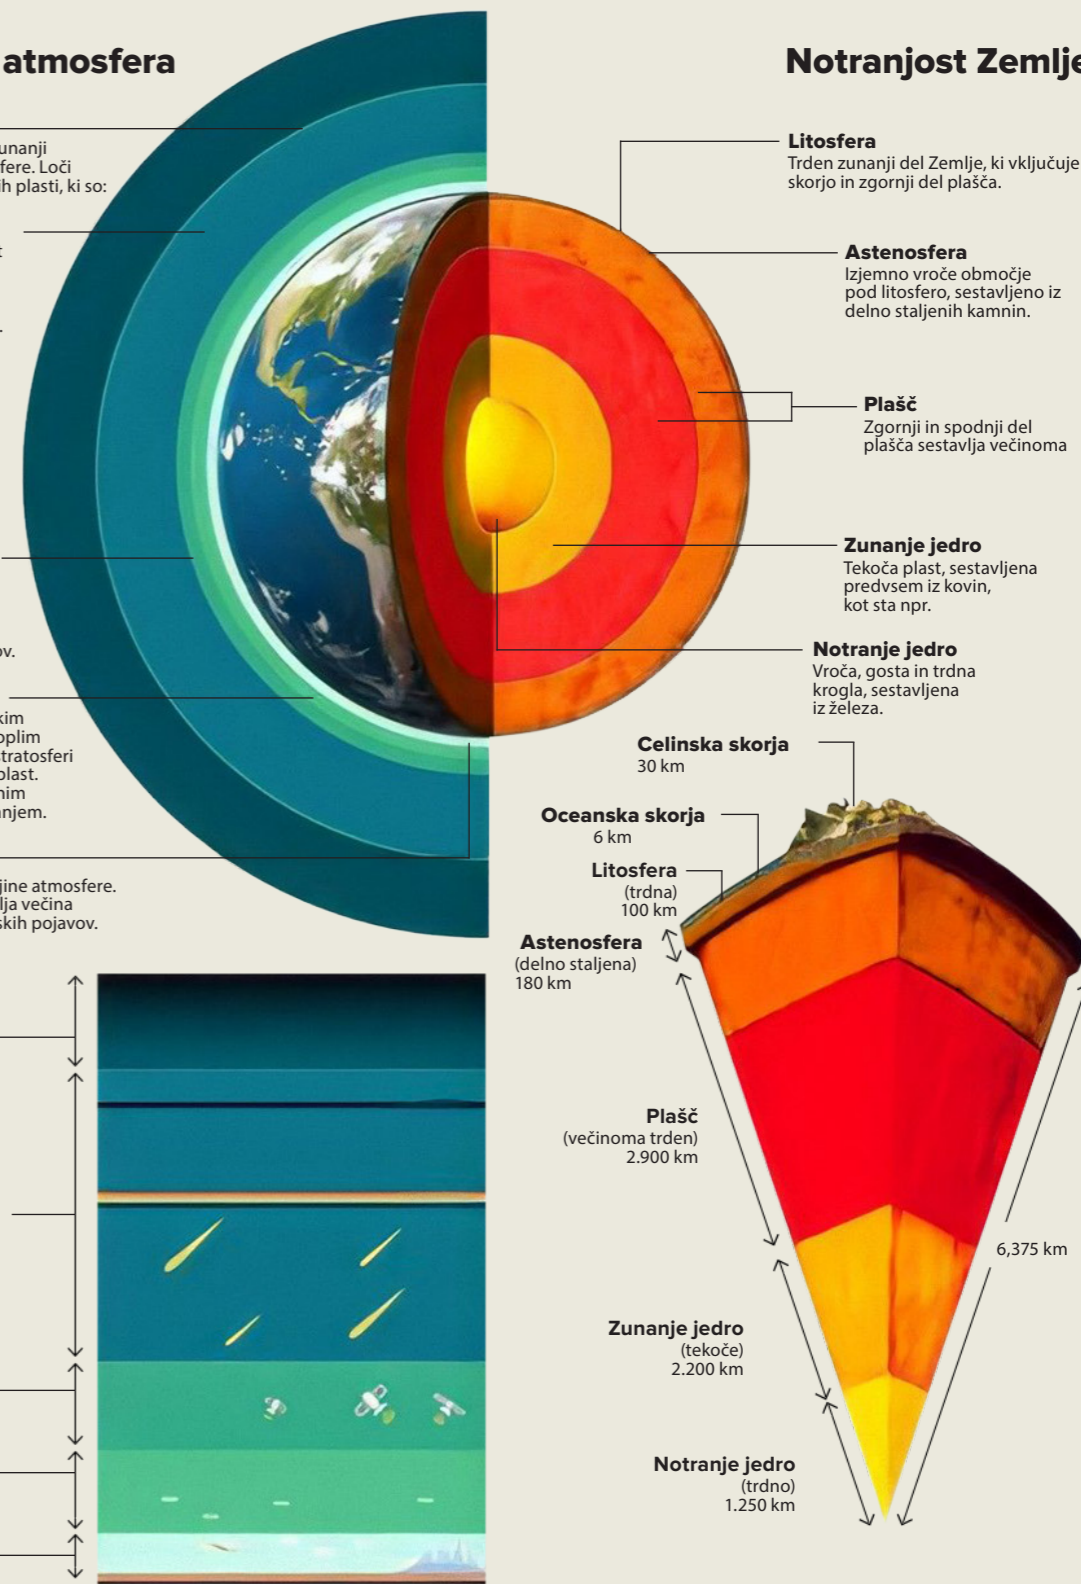 atmosfera
Notranjost Zemlje
unanji
fere. Loči
ih plasti, ki so:
ov.
kim
oplim
tratosferi
plast.
nim
anjem.
jine atmosfere.
lja večina
skih pojavov.
Litosfera
Trden zunanji del Zemlje, ki vključuje
skorjo in zgornji del plašča.
Astenosfera
Izjemno vroče območje
pod litosfero, sestavljeno iz
delno staljenih kamnin.
Plašč
Zgornji in spodnji del
plašča sestavlja večinoma
Zunanje jedro
Tekoča plast, sestavljena
predvsem iz kovin,
kot sta npr.
Notranje jedro
Vroča, gosta in trdna
krogla, sestavljena
iz železa.
Celinska skorja
30 km
Oceanska skorja
6 km
Litosfera
(trdna)
100 km
Astenosfera
(delno staljena)
180 km
Plašč
(večinoma trden)
2.900 km
6,375 km
Zunanje jedro
(tekoče)
2.200 km
Notranje jedro
(trdno)
1.250 km